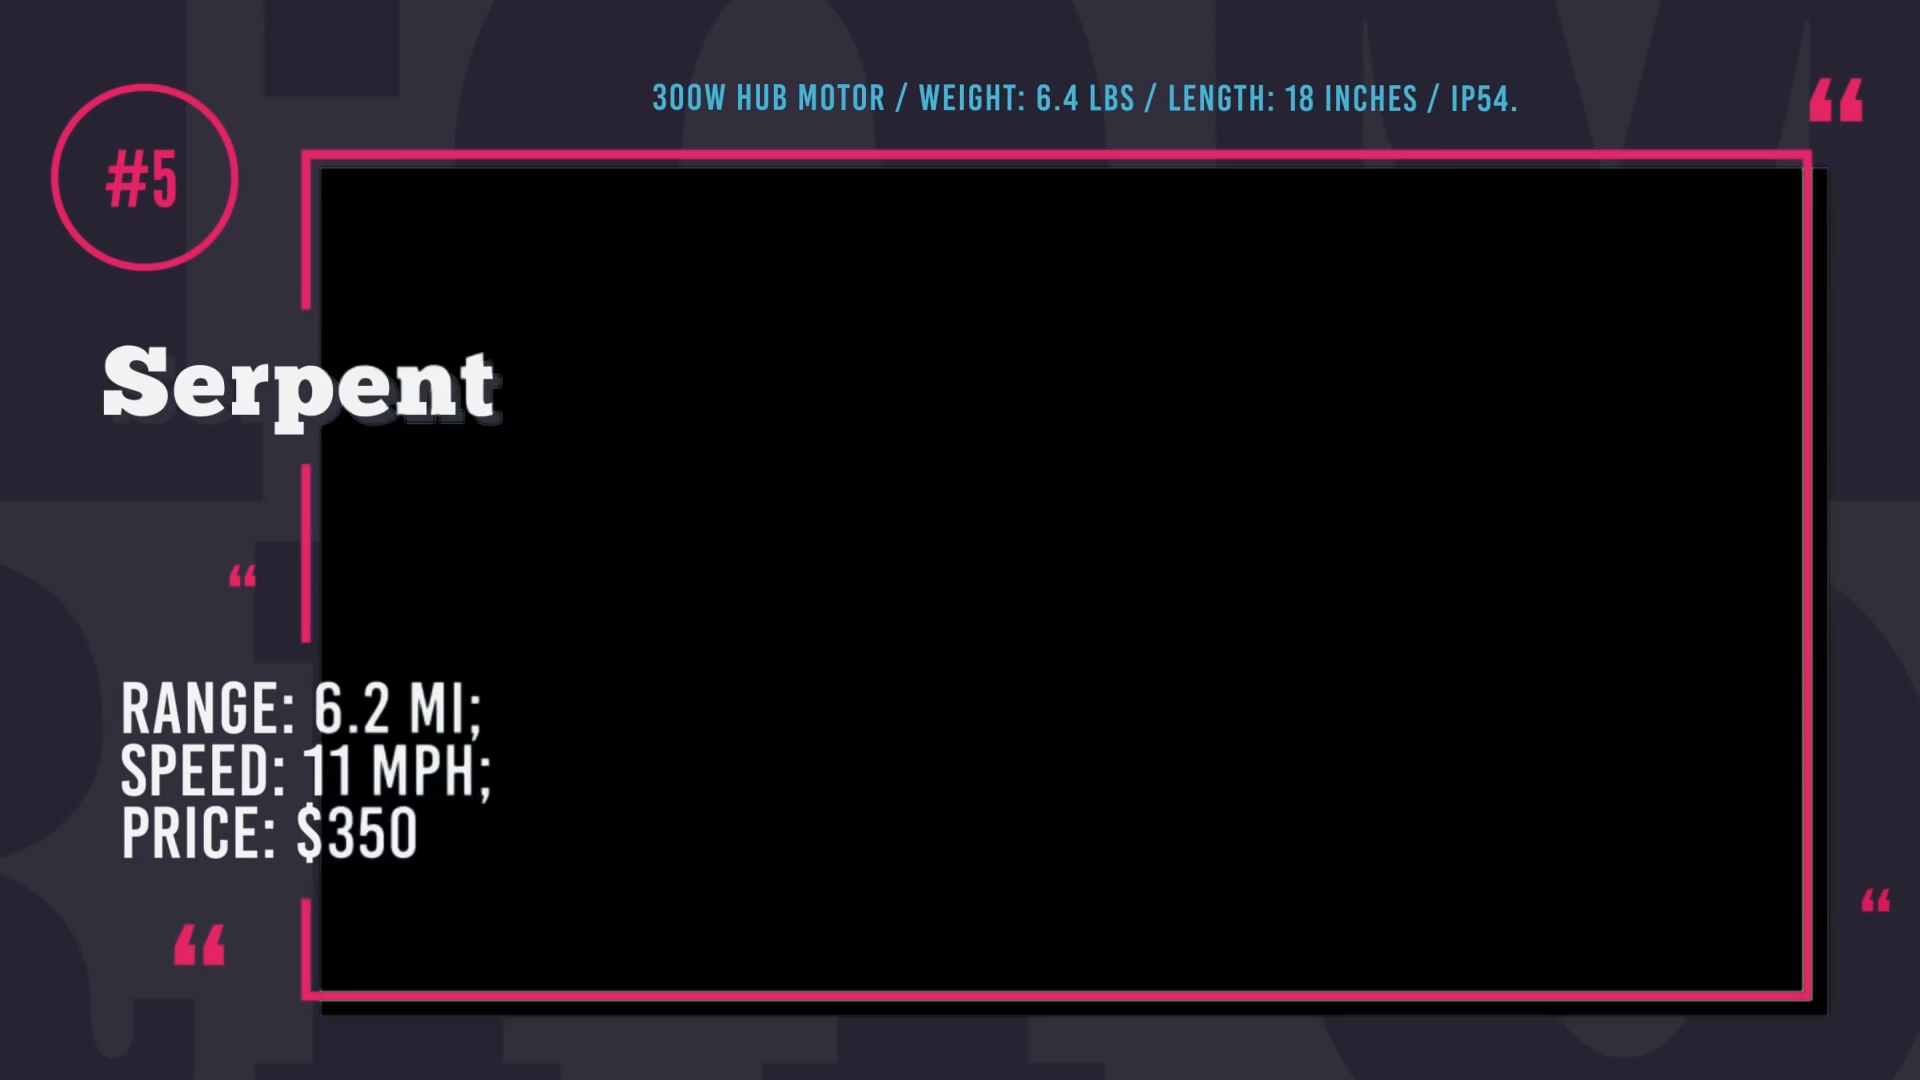 300W HUB MOTOR / WEIGHT: 6.4 LBS / LENGTH: 18 INCHES / IP54.
#5
Serpent
RANGE: 6.2 MI;
SPEED: 11 MPH;
PRICE: $350